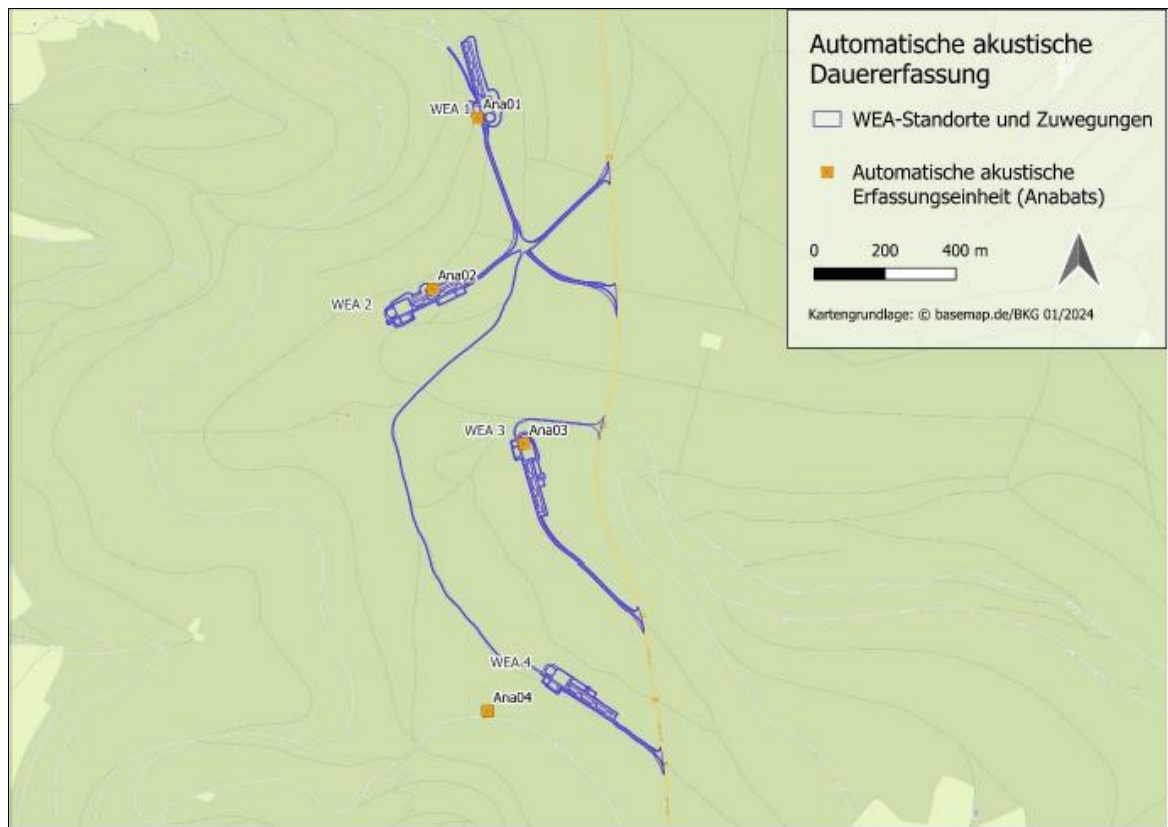 Automatische akustische
Dauererfassung
WEA-Standorte und Zuwegungen
Automatische akustische
Erfassungseinheit (Anabats)
0 200 400 m
Kartengrundlage: © basemap.de/BKG 01/2024
WEA 1
Ana01
Ana02
WEA 2
WEA 3
Ana03
WEA 4
Ana04